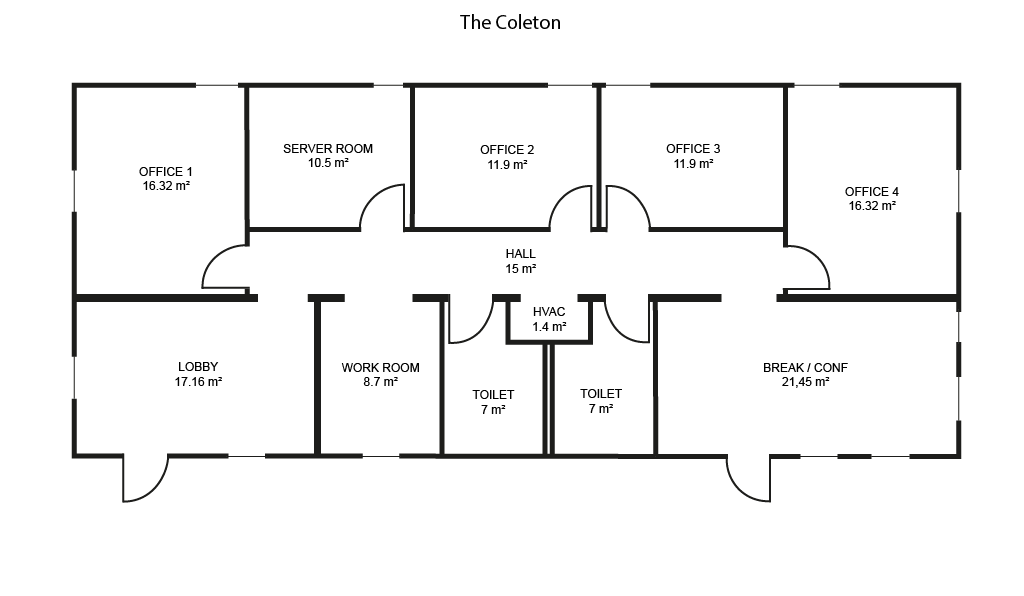 The Coleton
OFFICE 1
16.32 m²
SERVER ROOM
10.5 m²
OFFICE 2
11.9 m²
OFFICE 3
11.9 m²
OFFICE 4
16.32 m²
HALL
15 m²
HVAC
1.4 m²
LOBBY
17.16 m²
WORK ROOM
8.7 m²
TOILET
7 m²
TOILET
7 m²
BREAK / CONF
21,45 m²